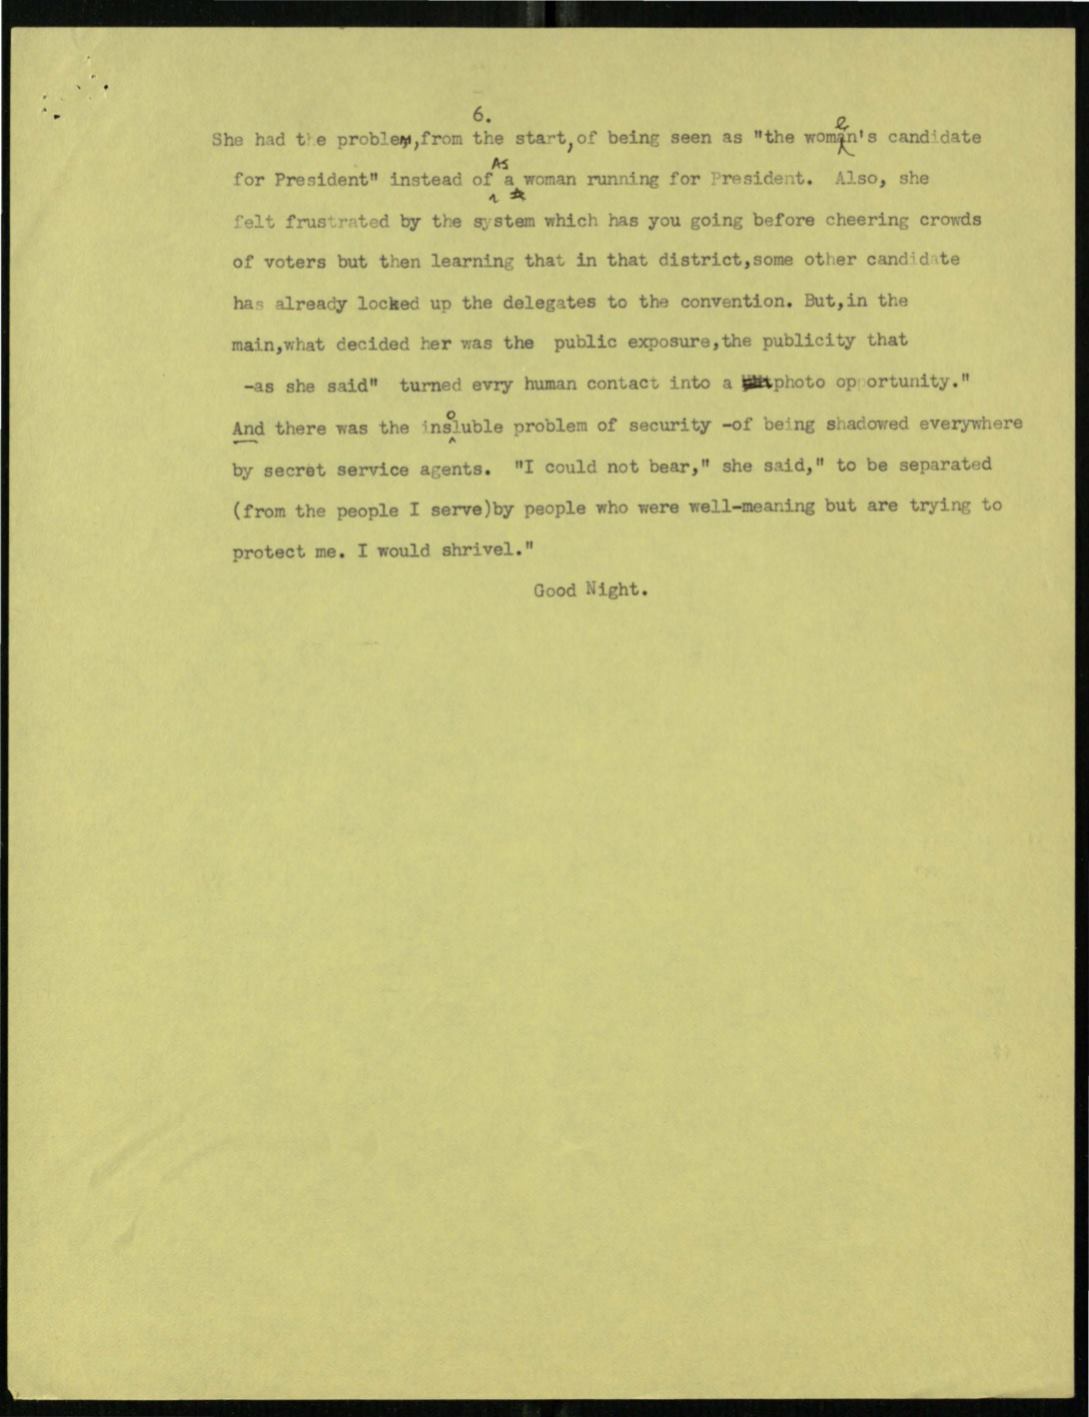 6.
She had the problem,from the start,of being seen as "the women's candidate
for President" instead of as a woman running for President. Also, she
felt frustrated by the system which has you going before cheering crowds
of voters but then learning that in that district,some other candidate
has already locked up the delegates to the convention. But,in the
main,what decided her was the public exposure,the publicity that
-as she said" turned evry human contact into a photo opportunity."
And there was the insoluble problem of security -of being shadowed everywhere
by secret service agents. "I could not bear," she said," to be separated
(from the people I serve)by people who were well-meaning but are trying to
protect me. I would shrivel."
Good Night.